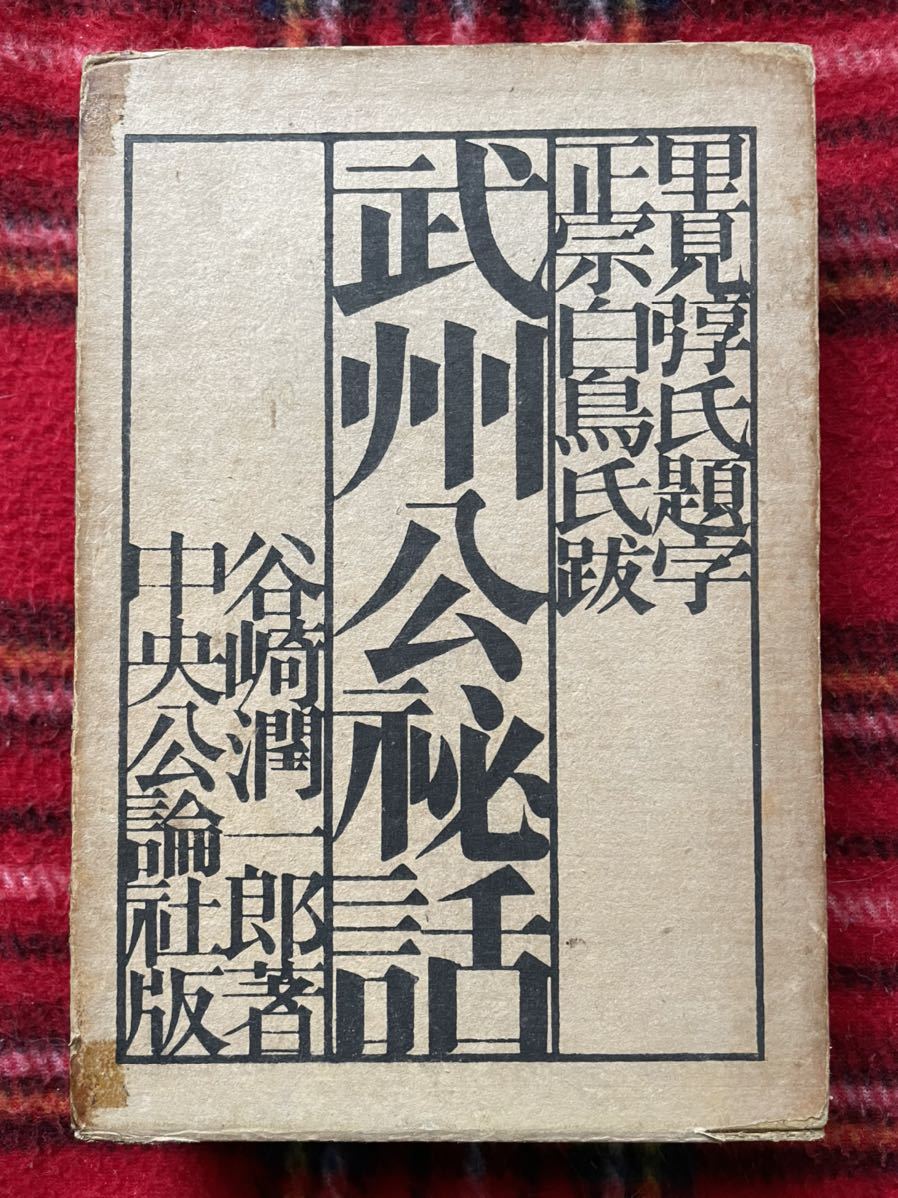 里見弴氏題字
正宗白鳥氏跋
武州公秘話
谷崎潤一郎著
中央公論社版